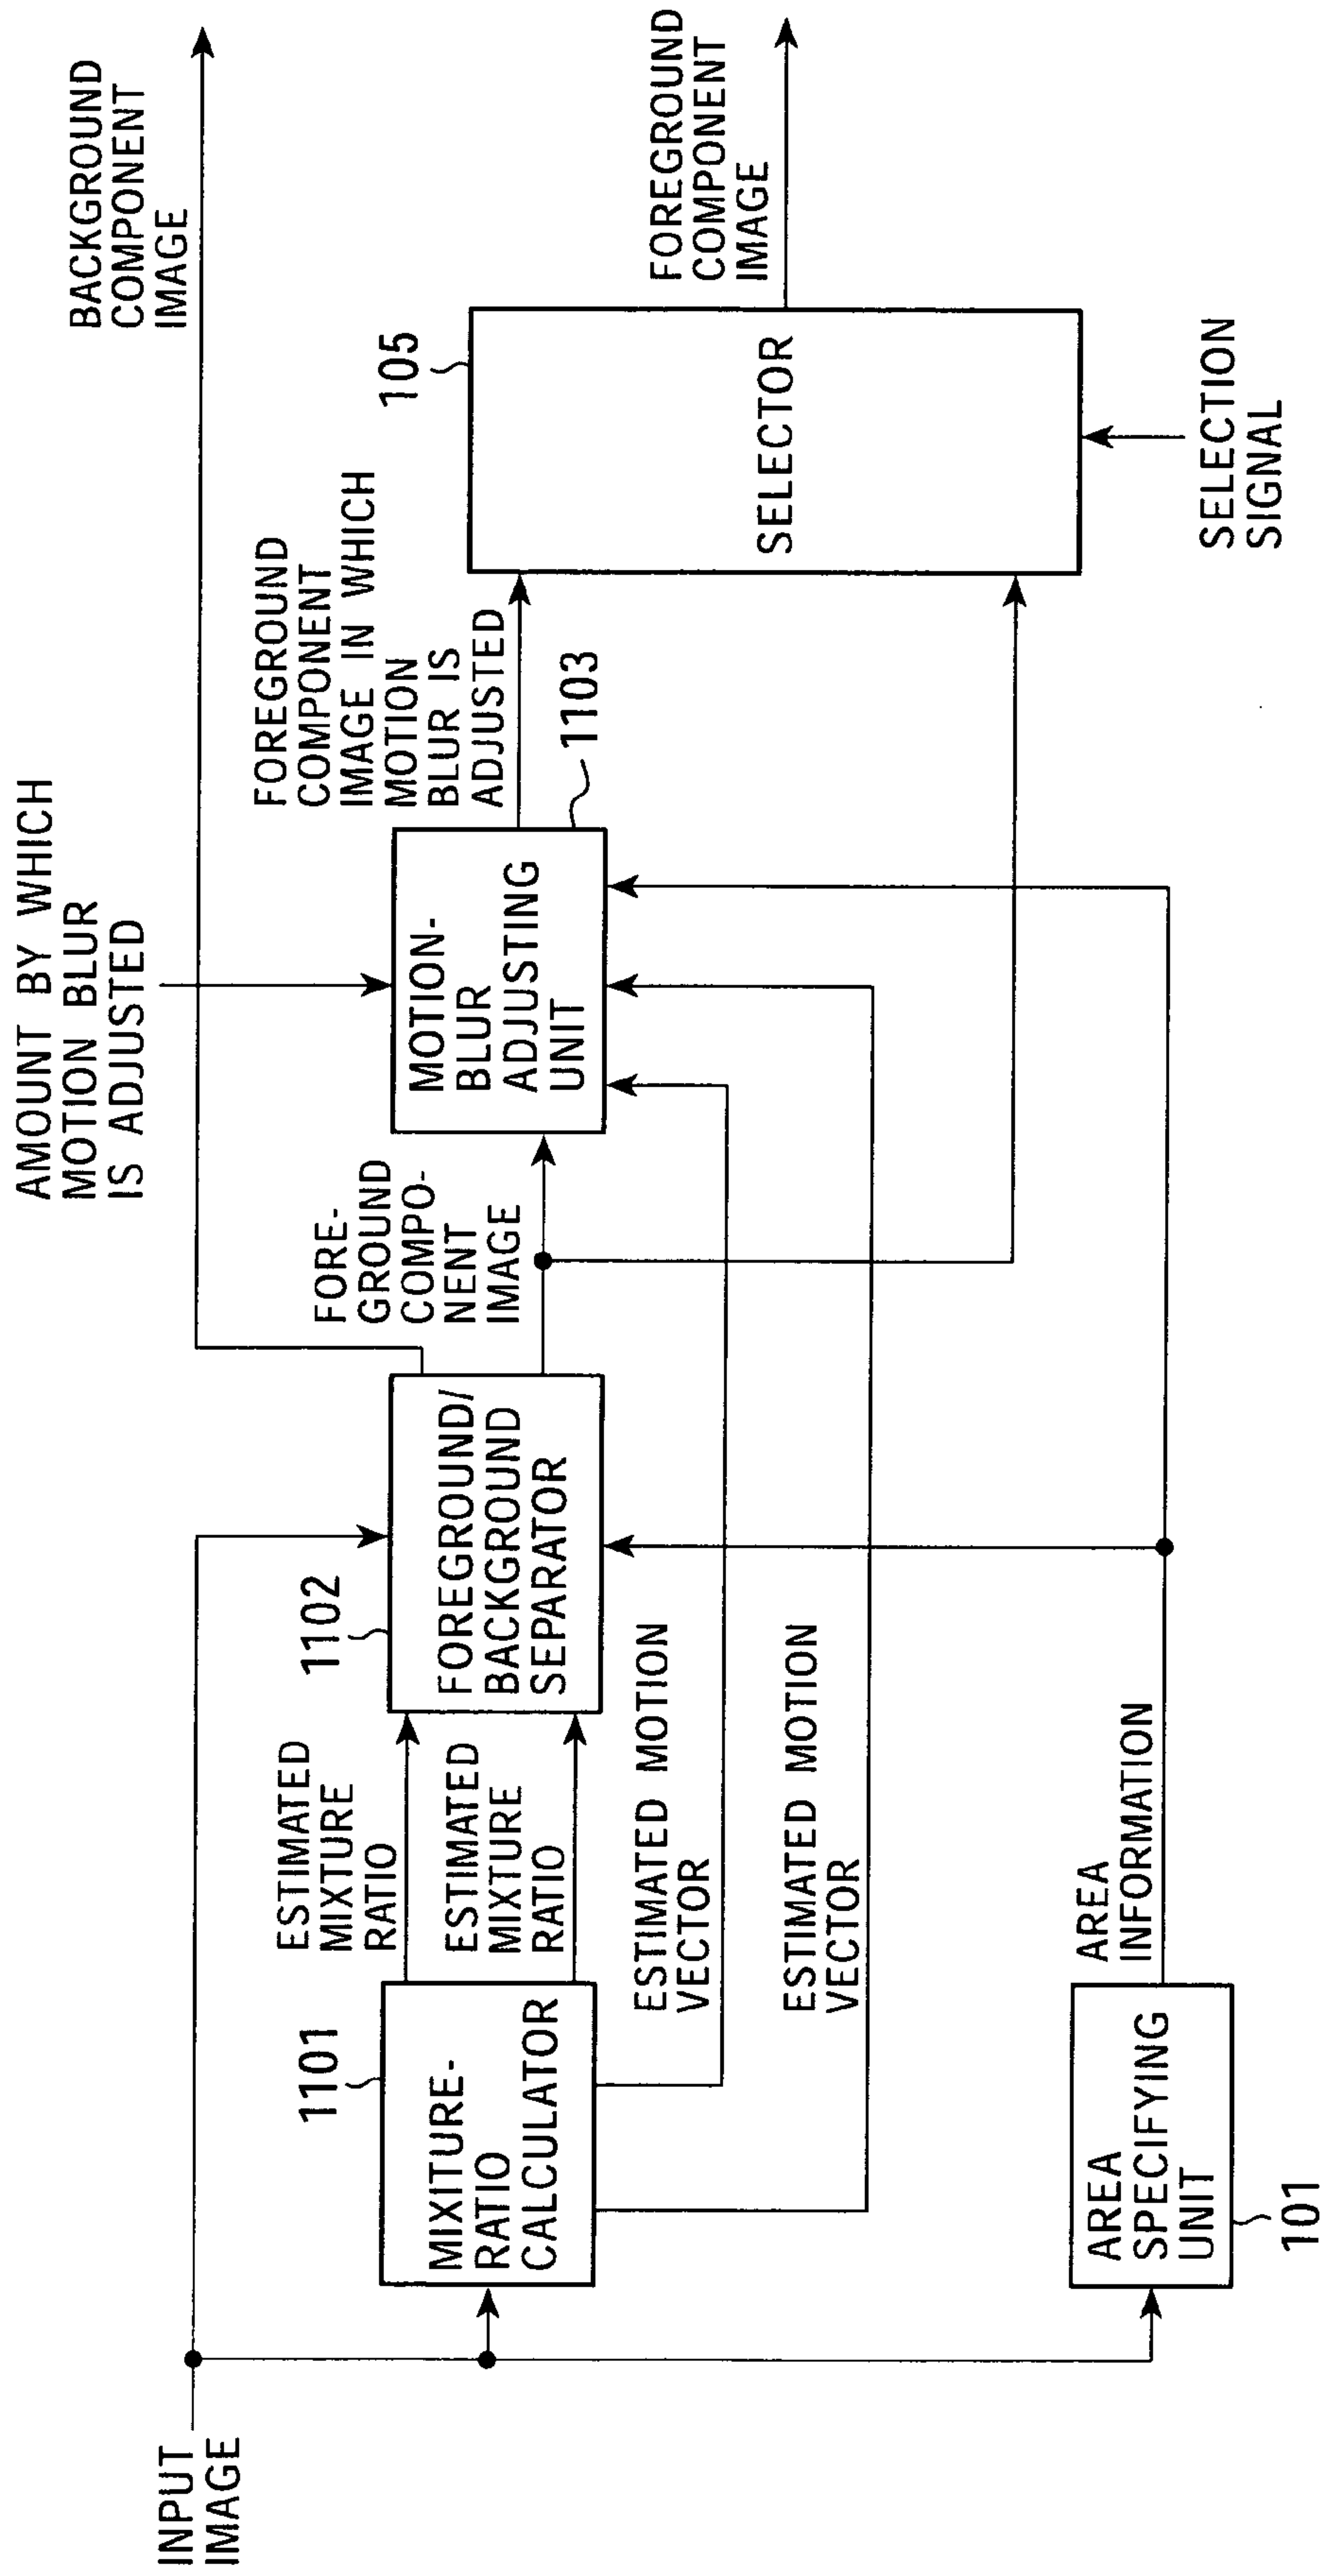 INPUT
IMAGE
1101
MIXITURE-
RATIO
CALCULATOR
AREA
SPECIFYING
UNIT
101
ESTIMATED
MIXTURE
RATIO
ESTIMATED
MIXTURE
RATIO
ESTIMATED MOTION
VECTOR
ESTIMATED MOTION
VECTOR
AREA
INFORMATION
1102
FOREGROUND/
BACKGROUND
SEPARATOR
FORE-
GROUND
COMPO-
NENT
IMAGE
AMOUNT BY WHICH
MOTION BLUR
IS ADJUSTED
MOTION-
BLUR
ADJUSTING
UNIT
1103
FOREGROUND
COMPONENT
IMAGE IN WHICH
MOTION
BLUR IS
ADJUSTED
105
SELECTOR
SELECTION
SIGNAL
BACKGROUND
COMPONENT
IMAGE
FOREGROUND
COMPONENT
IMAGE